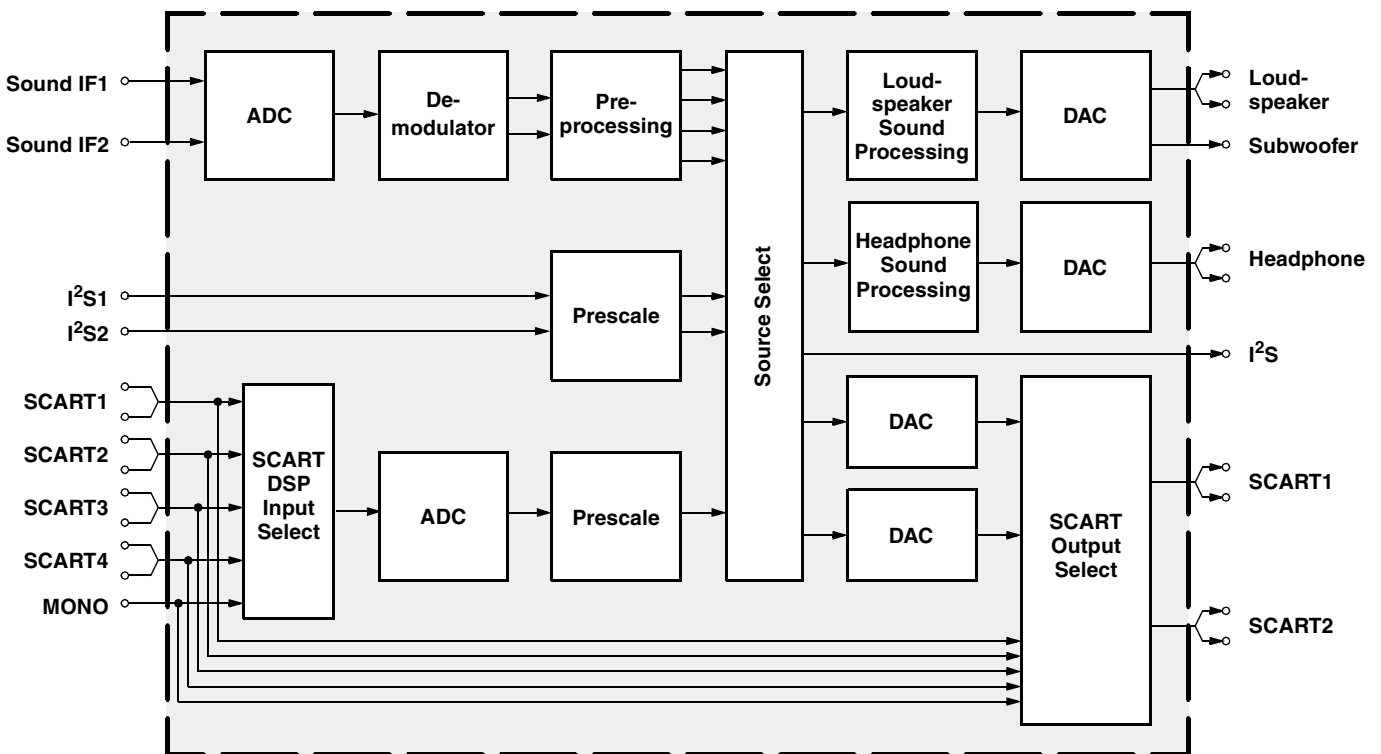 Sound IF1
Sound IF2
ADC
De-
modulator
Pre-
processing
Loud-
speaker
Sound
Processing
DAC
Loud-
speaker
Subwoofer
Headphone
Sound
Processing
DAC
Headphone
I²S1
I²S2
Prescale
Source Select
I²S
SCART1
SCART2
SCART3
SCART4
MONO
SCART
DSP
Input
Select
ADC
Prescale
DAC
DAC
SCART
Output
Select
SCART1
SCART2